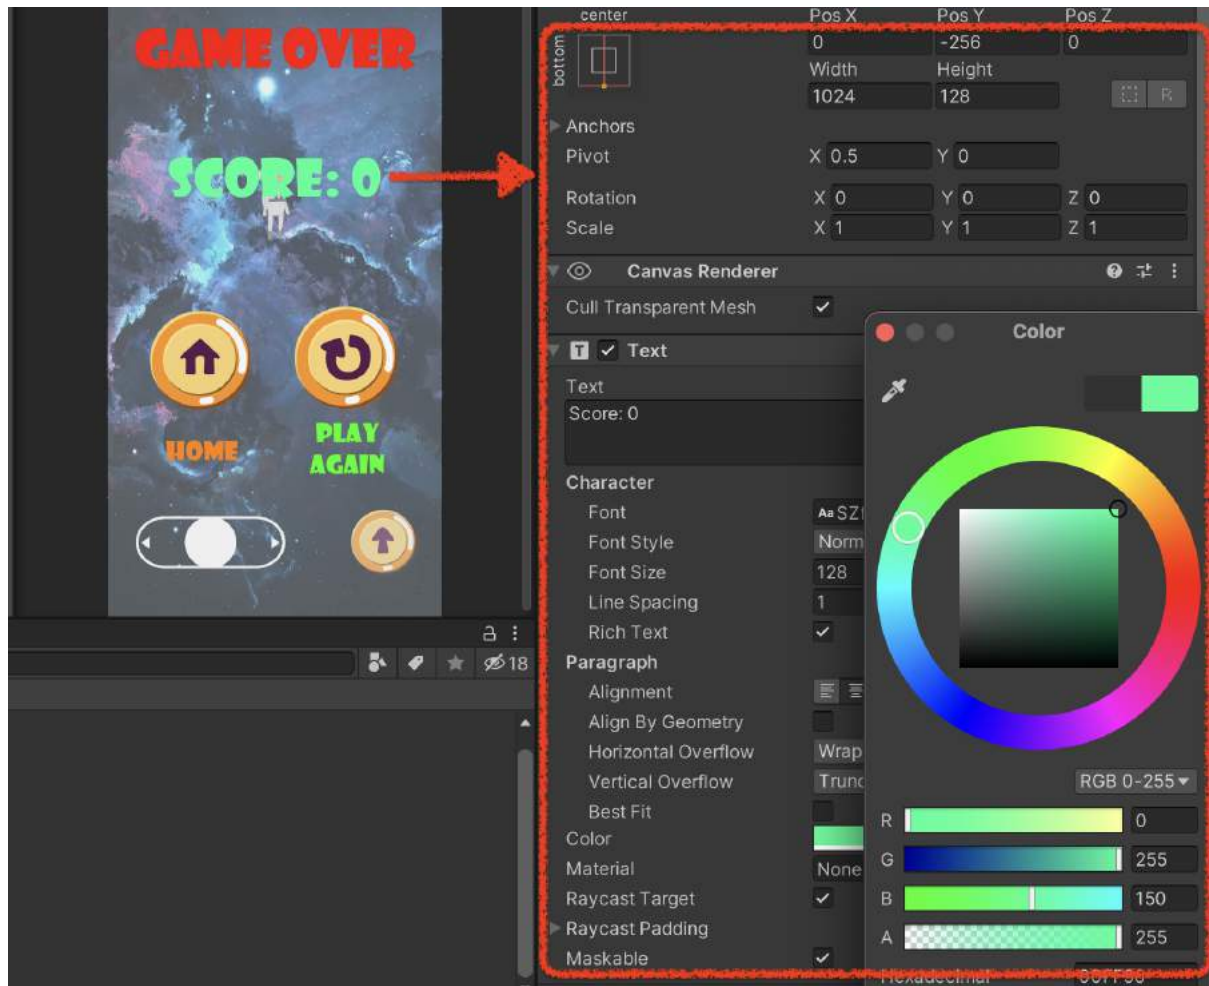 GAME OVER
SCORE: 0
HOME
PLAY
AGAIN
18
center
bottom
Pos X Pos Y Pos Z
0 -256 0
Width Height
1024 128
R
Anchors
Pivot X 0.5 Y 0
Rotation X 0 Y 0 Z 0
Scale X 1 Y 1 Z 1
Canvas Renderer
Cull Transparent Mesh
T Text
Text
Score: 0
Character
Font Aa SZ
Font Style Norm
Font Size 128
Line Spacing 1
Rich Text
Paragraph
Alignment
Align By Geometry
Horizontal Overflow Wrap
Vertical Overflow Trunc
Best Fit
Color
Material None
Raycast Target
Raycast Padding
Maskable
Color
RGB 0-255
R 0
G 255
B 150
A 255
Hexadecimal